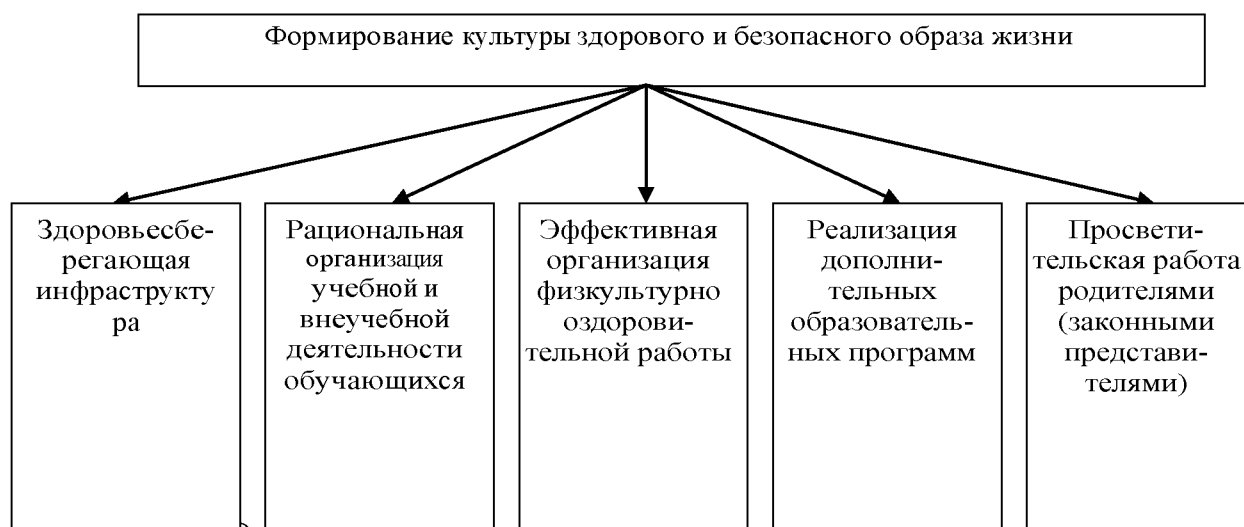 Формирование культуры здорового и безопасного образа жизни
Здоровьесбе-
регающая
инфраструкту
ра
Рациональная
организация
учебной и
внеучебной
деятельности
обучающихся
Эффективная
организация
физкультурно
оздорови-
тельной работы
Реализация
дополни-
тельных
образователь-
ных программ
Просвети-
тельская работа
родителями
(законными
представи-
телями)